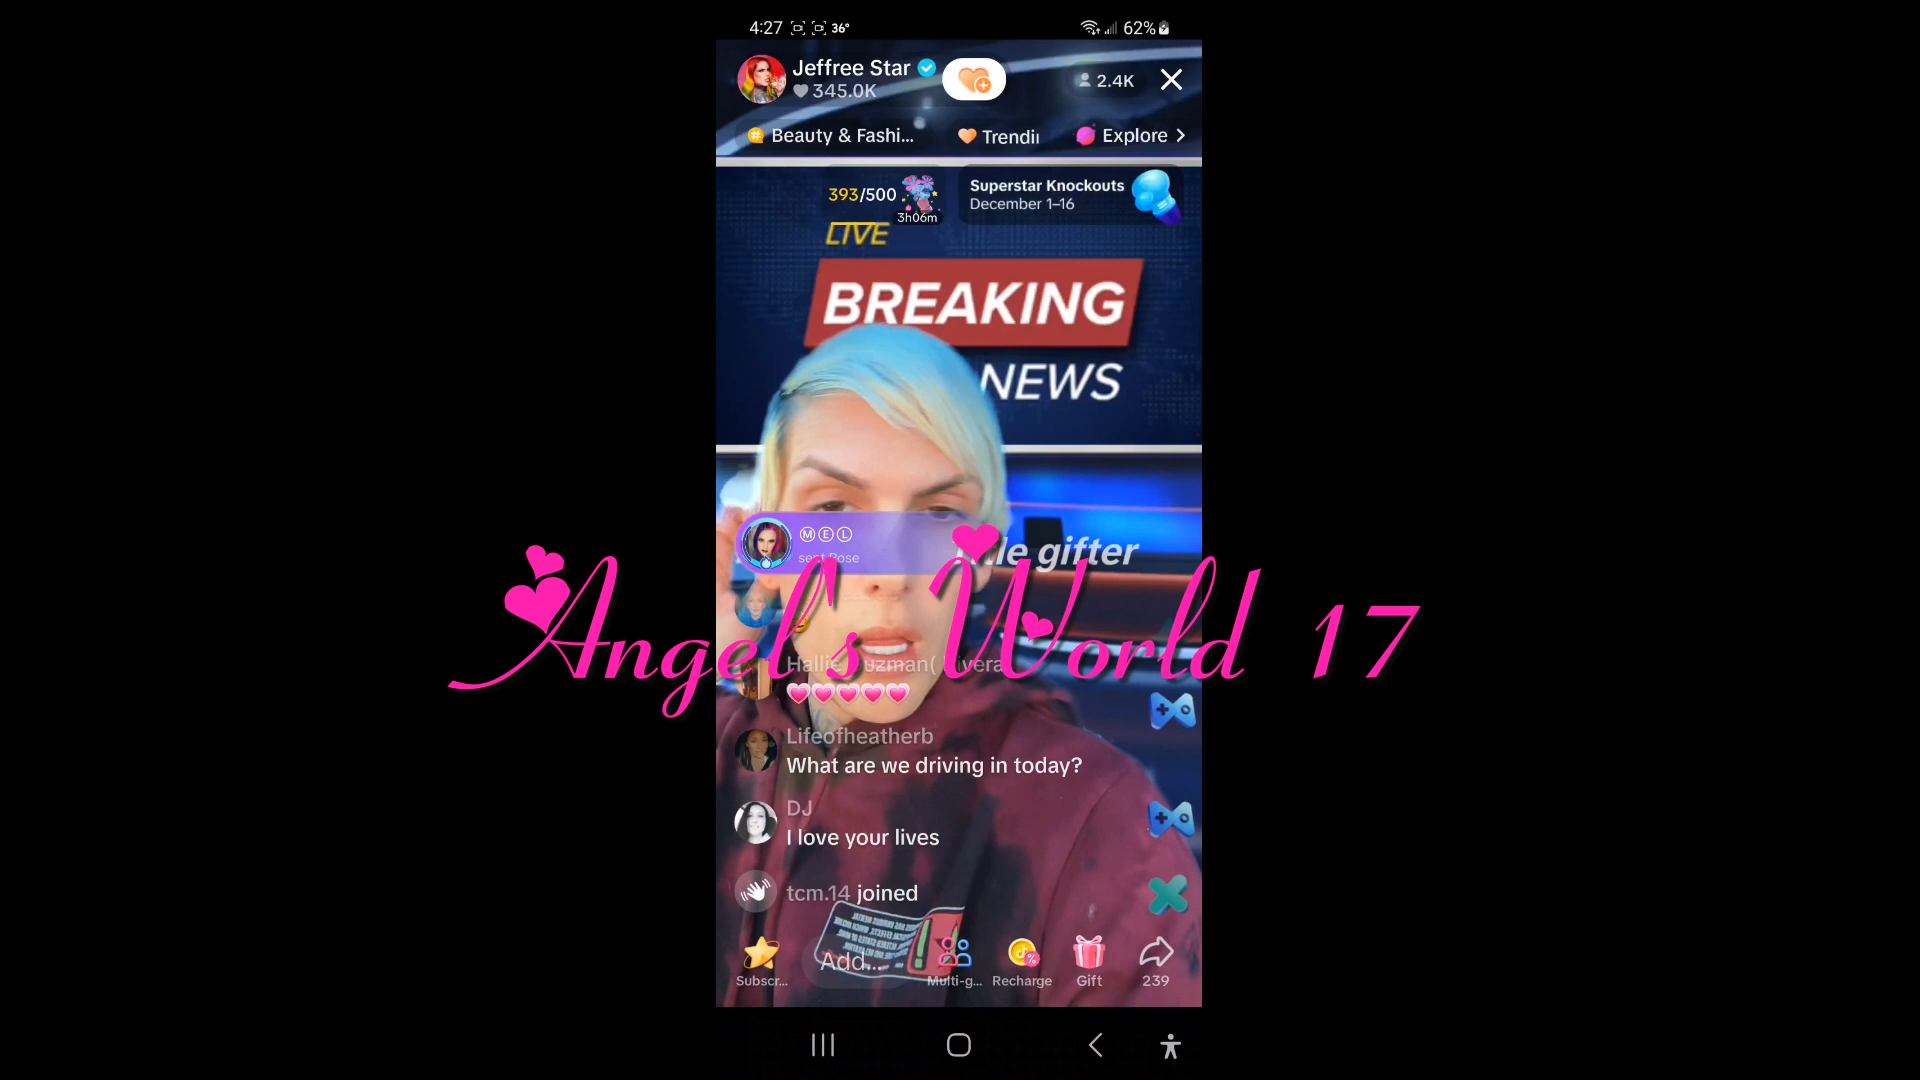 4:27 36° 62%
Jeffree Star
345.0K
2.4K
Beauty & Fashi... Trendi Explore
393/500
3h06m
Superstar Knockouts
December 1–16
LIVE
BREAKING
NEWS
ⓂⒺⓁ
sent Rose
gifter
Angel's World 17
Lifeofheatherb
What are we driving in today?
DJ
I love your lives
tcm.14 joined
Add...
Subscr... Multi-g... Recharge Gift 239